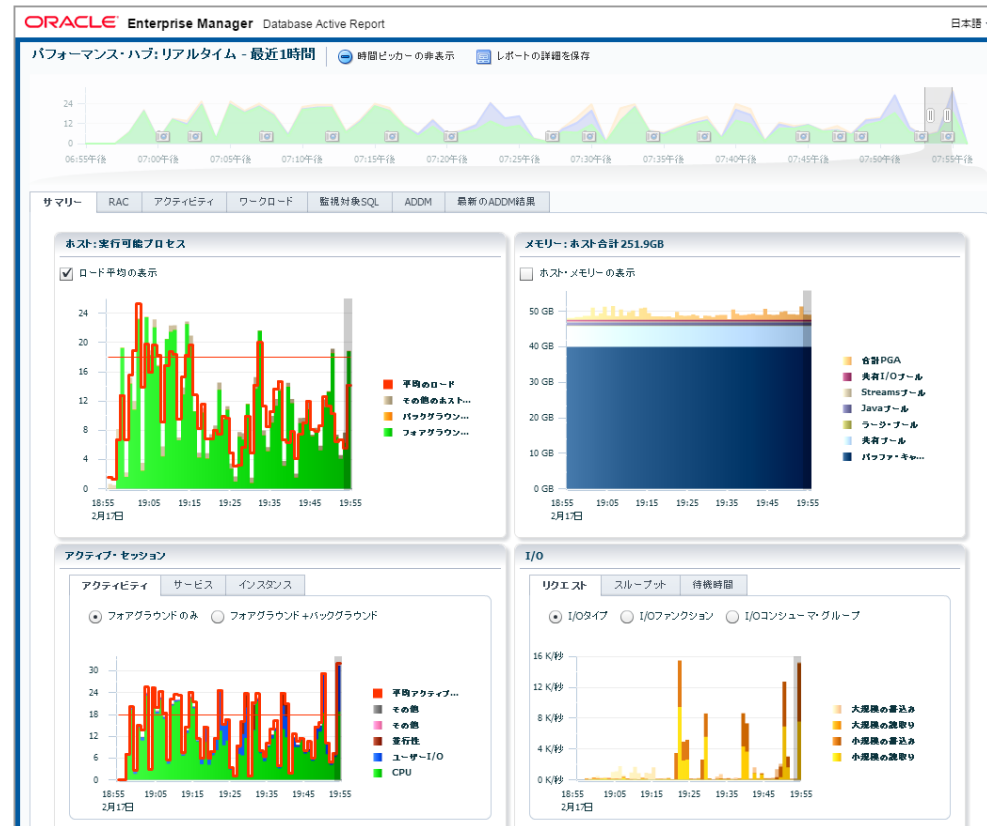 ORACLE Enterprise Manager Database Active Report
日本語
パフォーマンス・ハブ: リアルタイム - 最近1時間
時間ピッカーの非表示
レポートの詳細を保存
24
12
0
06:55午後 07:00午後 07:05午後 07:10午後 07:15午後 07:20午後 07:25午後 07:30午後 07:35午後 07:40午後 07:45午後 07:50午後 07:55午後
サマリー RAC アクティビティ ワークロード 監視対象SQL ADDM 最新のADDM結果
ホスト: 実行可能プロセス
ロード平均の表示
24
20
16
12
8
4
0
18:55 19:05 19:15 19:25 19:35 19:45 19:55
2月17日
平均のロード
その他のホスト...
バックグラウン...
フォアグラウン...
メモリー: ホスト合計 251.9GB
ホスト・メモリーの表示
50 GB
40 GB
30 GB
20 GB
10 GB
0 GB
18:55 19:05 19:15 19:25 19:35 19:45 19:55
2月17日
合計PGA
共有I/Oプール
Streamsプール
Javaプール
ラージ・プール
共有プール
バッファ・キャ...
アクティブ・セッション
アクティビティ サービス インスタンス
フォアグラウンドのみ フォアグラウンド+バックグラウンド
30
24
18
12
6
0
18:55 19:05 19:15 19:25 19:35 19:45 19:55
2月17日
平均アクティブ...
その他
その他
並行性
ユーザーI/O
CPU
I/O
リクエスト スループット 待機時間
I/Oタイプ I/Oファンクション I/Oコンシューマ・グループ
16 K/秒
12 K/秒
8 K/秒
4 K/秒
0 K/秒
18:55 19:05 19:15 19:25 19:35 19:45 19:55
2月17日
大規模の書込み
大規模の読取り
小規模の書込み
小規模の読取り